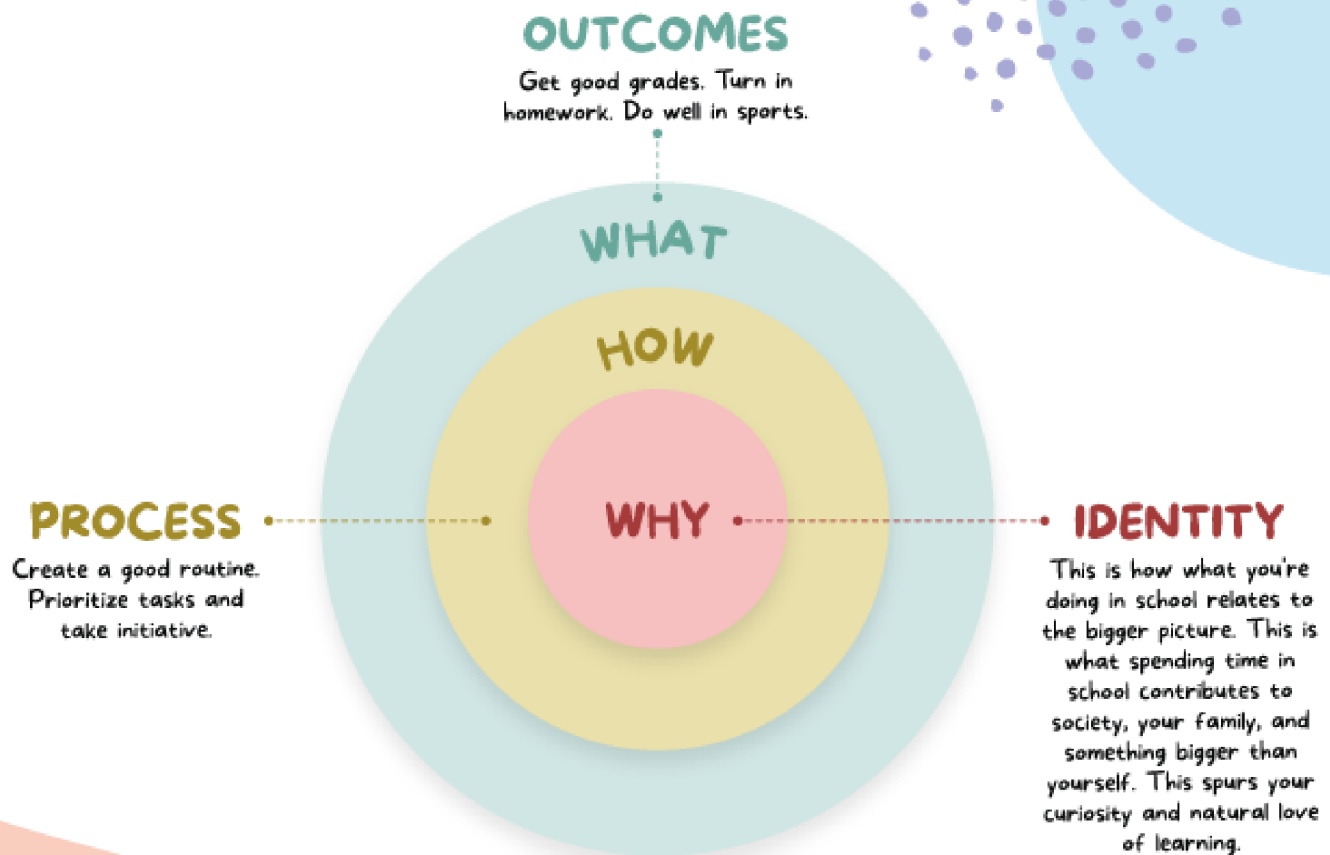 OUTCOMES
Get good grades. Turn in
homework. Do well in sports.
WHAT
HOW
WHY
PROCESS
Create a good routine.
Prioritize tasks and
take initiative.
IDENTITY
This is how what you're
doing in school relates to
the bigger picture. This is
what spending time in
school contributes to
society, your family, and
something bigger than
yourself. This spurs your
curiosity and natural love
of learning.